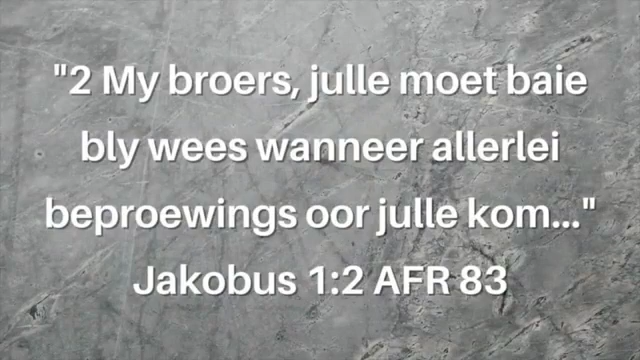 "2 My broers, julle moet baie
bly wees wanneer allerlei
beproewings oor julle kom..."
Jakobus 1:2 AFR 83